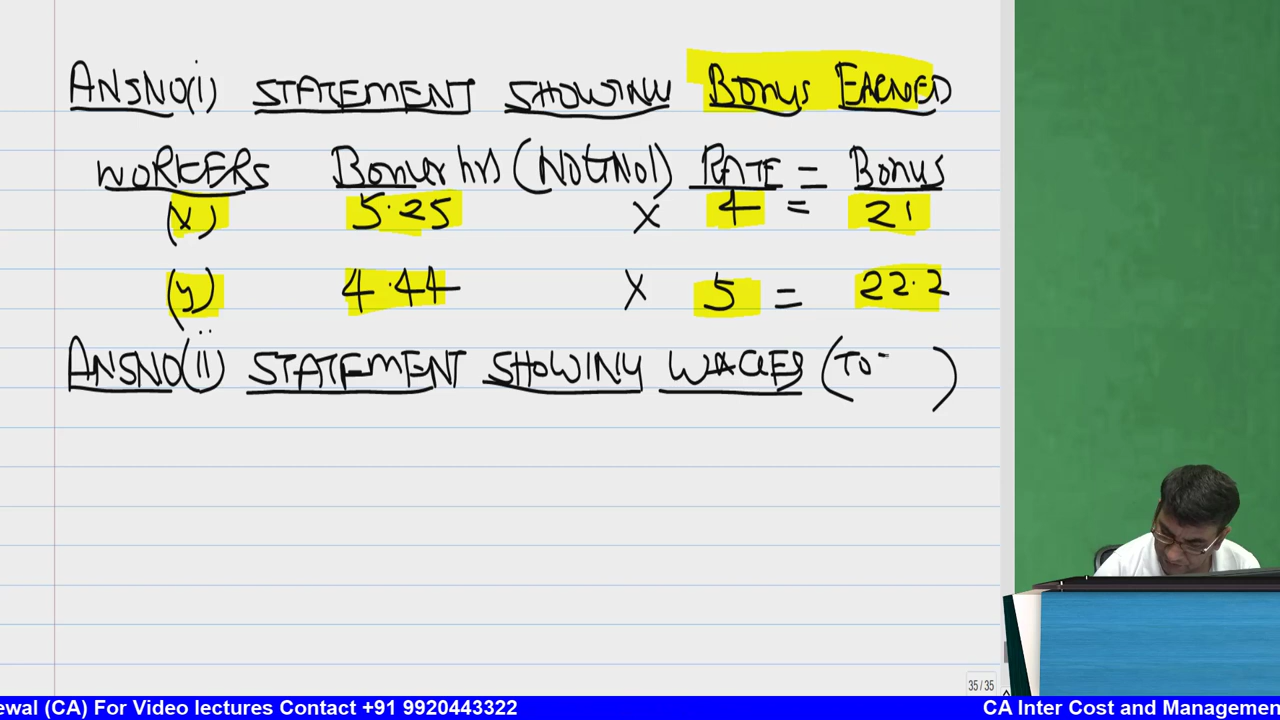 ANSNO(i) STATEMENT SHOWING BONUS EARNED
WORKERS Bonus hrs (NOTNO1) RATE = BONUS
(x) 5.25 X 4 = 21
(y) 4.44 X 5 = 22.2
ANSNO(ii) STATEMENT SHOWING WAGES (TO )
35/35
ewal (CA) For Video lectures Contact +91 9920443322
CA Inter Cost and Managemen